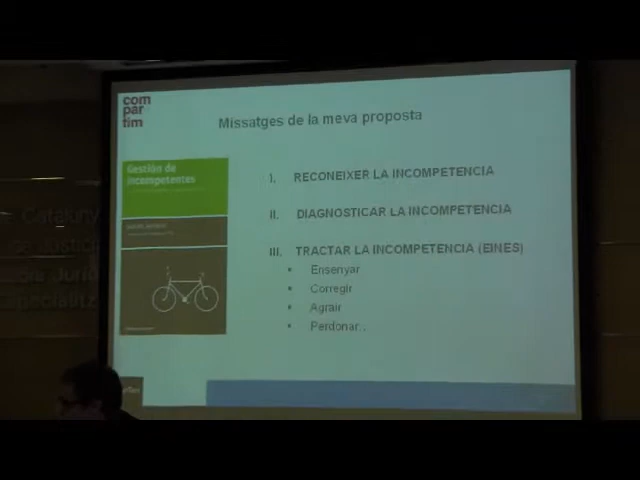 com
par
tim
Missatges de la meva proposta
Gestión de
incompetentes
I. RECONEIXER LA INCOMPETENCIA
II. DIAGNOSTICAR LA INCOMPETENCIA
III. TRACTAR LA INCOMPETENCIA (EINES)
• Ensenyar
• Corregir
• Agrair
• Perdonar..